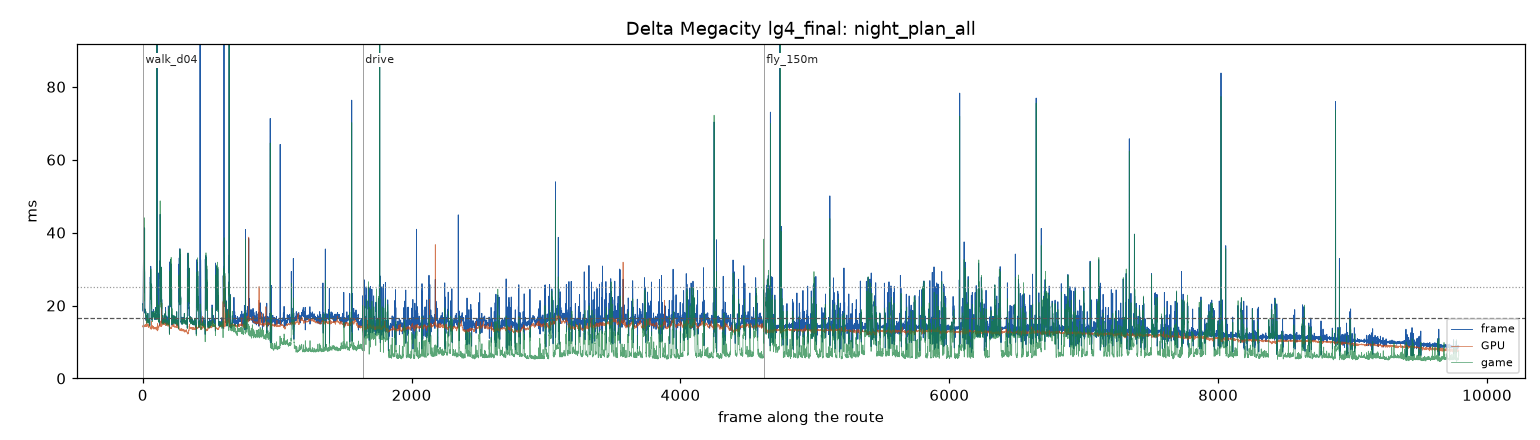 Delta Megacity lg4_final: night_plan_all
walk_d04
drive
fly_150m
80
60
40
20
0
ms
frame
GPU
game
0
2000
4000
6000
8000
10000
frame along the route